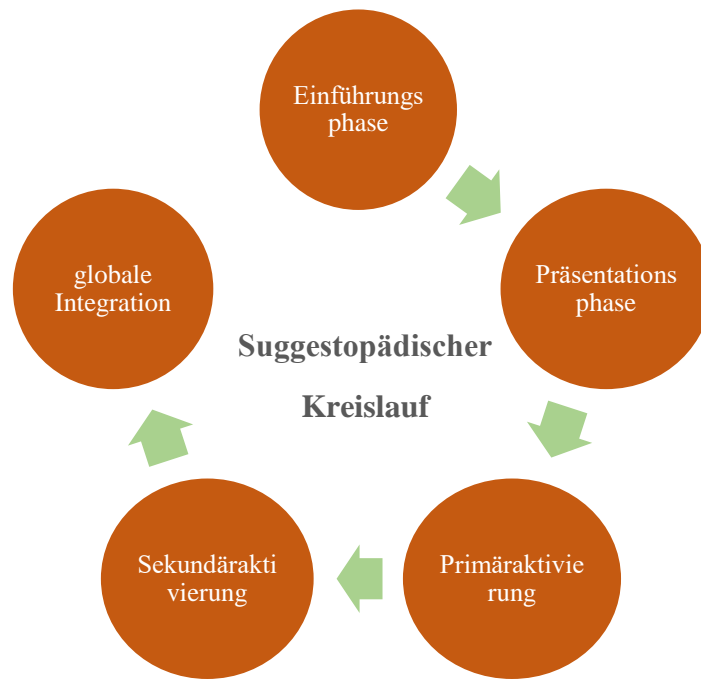 Einführungs
phase
Präsentations
phase
Primäraktivie
rung
Sekundärakti
vierung
globale
Integration
Suggestopädischer
Kreislauf